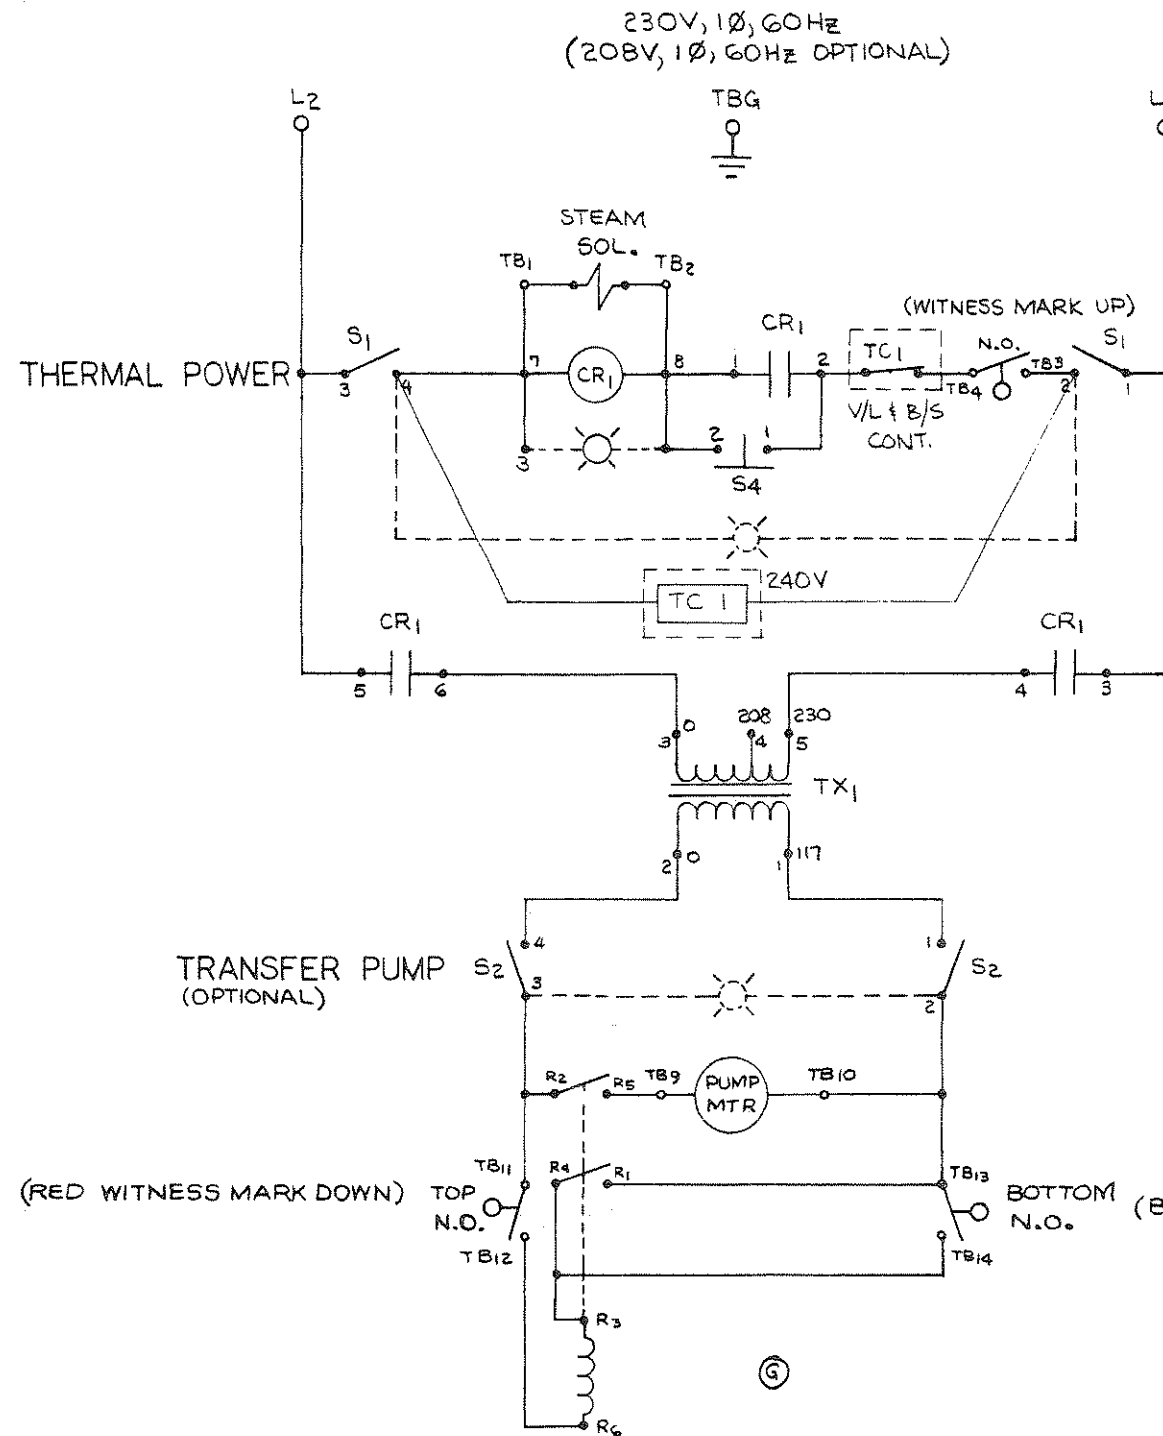 230V, 1Ø, 60Hz
(208V, 1Ø, 60Hz OPTIONAL)
L2
TBG
L
STEAM
SOL.
TB1
TB2
(WITNESS MARK UP)
S1
CR1
TC1
N.O.
S1
THERMAL POWER
3
4
7
CR1
8
1
2
TB4
TB3
2
1
V/L & B/S
CONT.
3
2
1
S4
240V
TC 1
CR1
CR1
5
6
4
3
0
208
230
3
4
5
TX1
2
0
1
117
4
1
TRANSFER PUMP
S2
S2
(OPTIONAL)
3
2
R2
R5
TB9
PUMP
MTR
TB10
TB11
R4
R1
TB13
(RED WITNESS MARK DOWN)
TOP
N.O.
BOTTOM
N.O.
(B
TB12
TB14
R3
G
R6